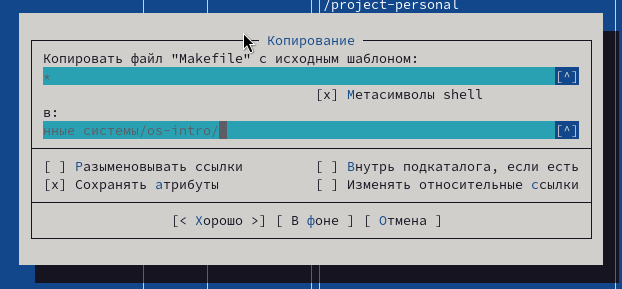 /project-personal
Копирование
Копировать файл "Makefile" с исходным шаблоном:
* [^]
[x] Метасимволы shell
в:
нные системы/os-intro/ [^]
[ ] Разыменовывать ссылки [ ] Внутрь подкаталога, если есть
[x] Сохранять атрибуты [ ] Изменять относительные ссылки
[< Хорошо >] [ В фоне ] [ Отмена ]